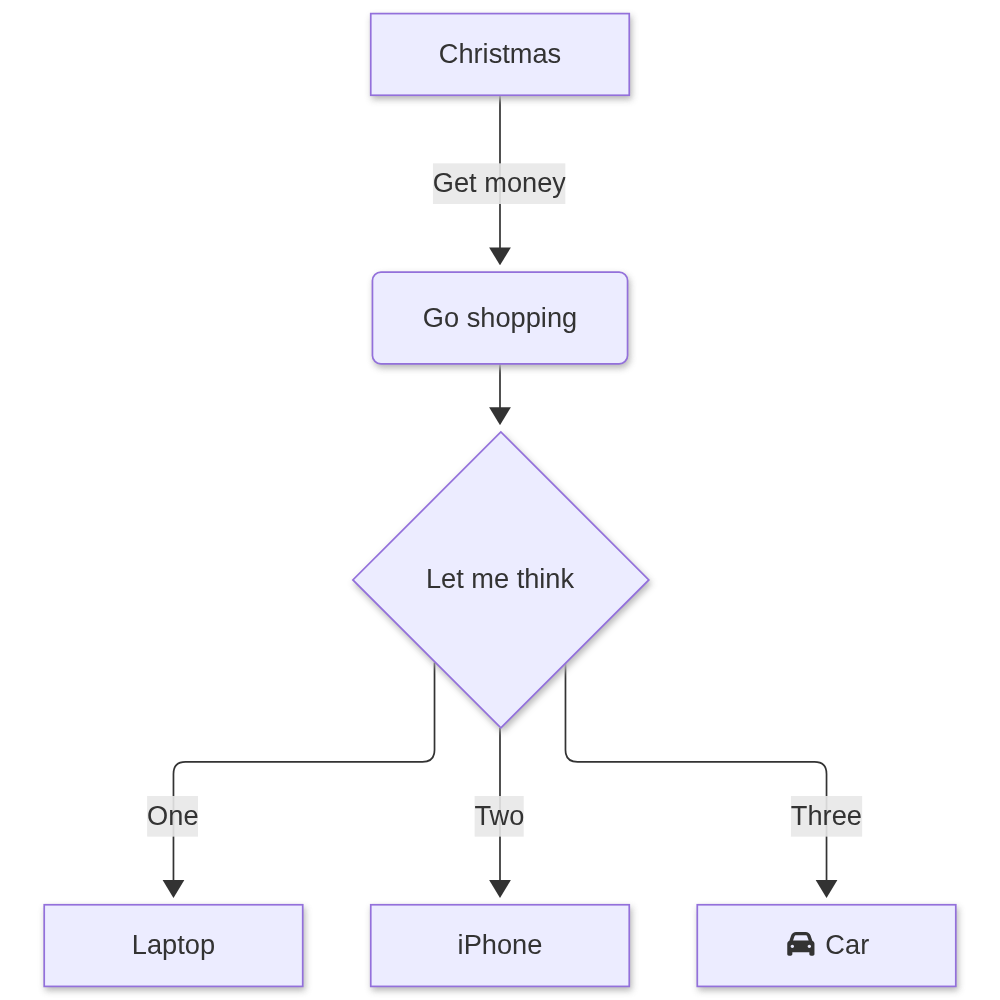 Christmas
Get money
Go shopping
Let me think
One
Two
Three
Laptop
iPhone
Car